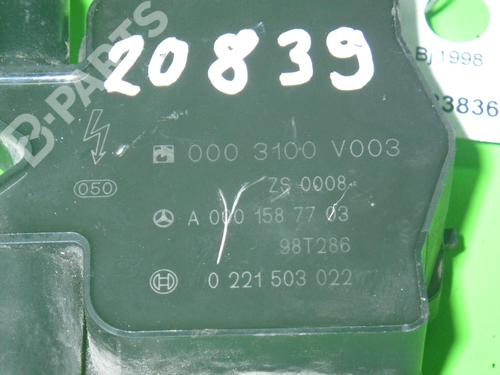 B-PARTS
20839
Bj 1998
3836
000 3100 V003
050
ZS 0008
A 000 158 77 03
98T286
0 221 503 022